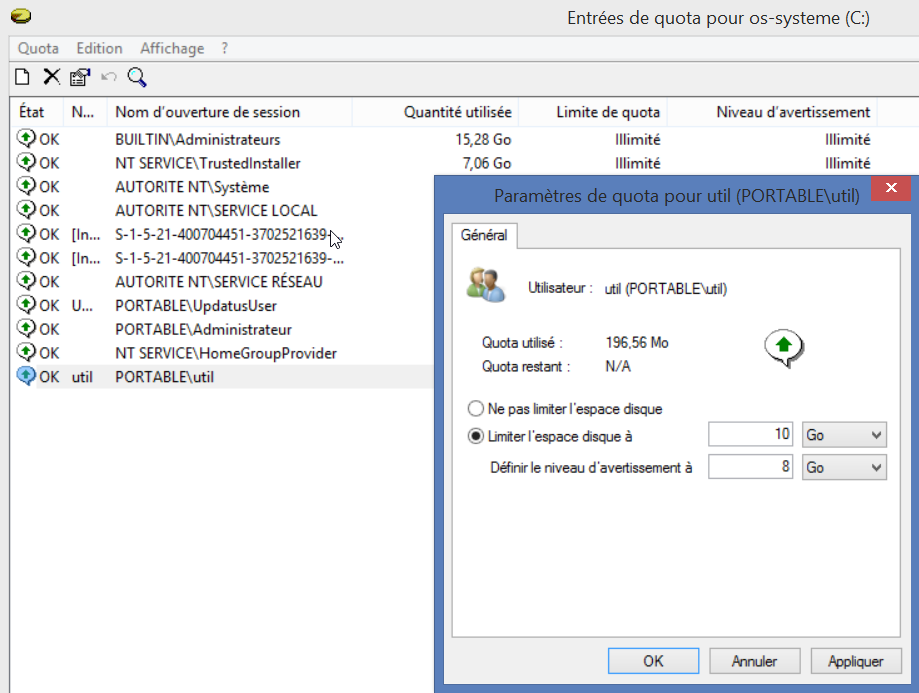 Entrées de quota pour os-systeme (C:)
Quota Edition Affichage ?
État N... Nom d'ouverture de session Quantité utilisée Limite de quota Niveau d'avertissement
OK BUILTIN\Administrateurs 15,28 Go Illimité Illimité
OK NT SERVICE\TrustedInstaller 7,06 Go Illimité Illimité
OK AUTORITE NT\Système
OK AUTORITE NT\SERVICE LOCAL
OK [In... S-1-5-21-400704451-3702521639-...
OK [In... S-1-5-21-400704451-3702521639-...
OK AUTORITE NT\SERVICE RÉSEAU
OK U... PORTABLE\UpdatusUser
OK PORTABLE\Administrateur
OK NT SERVICE\HomeGroupProvider
OK util PORTABLE\util
Paramètres de quota pour util (PORTABLE\util)
Général
Utilisateur : util (PORTABLE\util)
Quota utilisé : 196,56 Mo
Quota restant : N/A
Ne pas limiter l'espace disque
Limiter l'espace disque à 10 Go
Définir le niveau d'avertissement à 8 Go
OK Annuler Appliquer